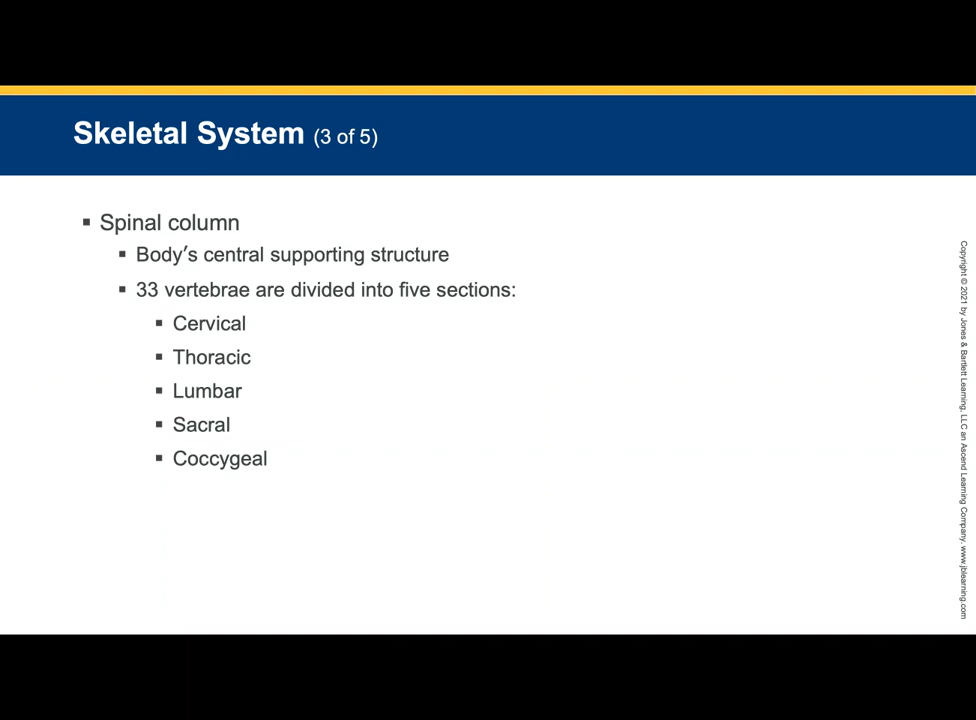 Skeletal System (3 of 5)
▪ Spinal column
▪ Body’s central supporting structure
▪ 33 vertebrae are divided into five sections:
▪ Cervical
▪ Thoracic
▪ Lumbar
▪ Sacral
▪ Coccygeal
Copyright © 2021 by Jones & Bartlett Learning, LLC an Ascend Learning Company. www.jblearning.com